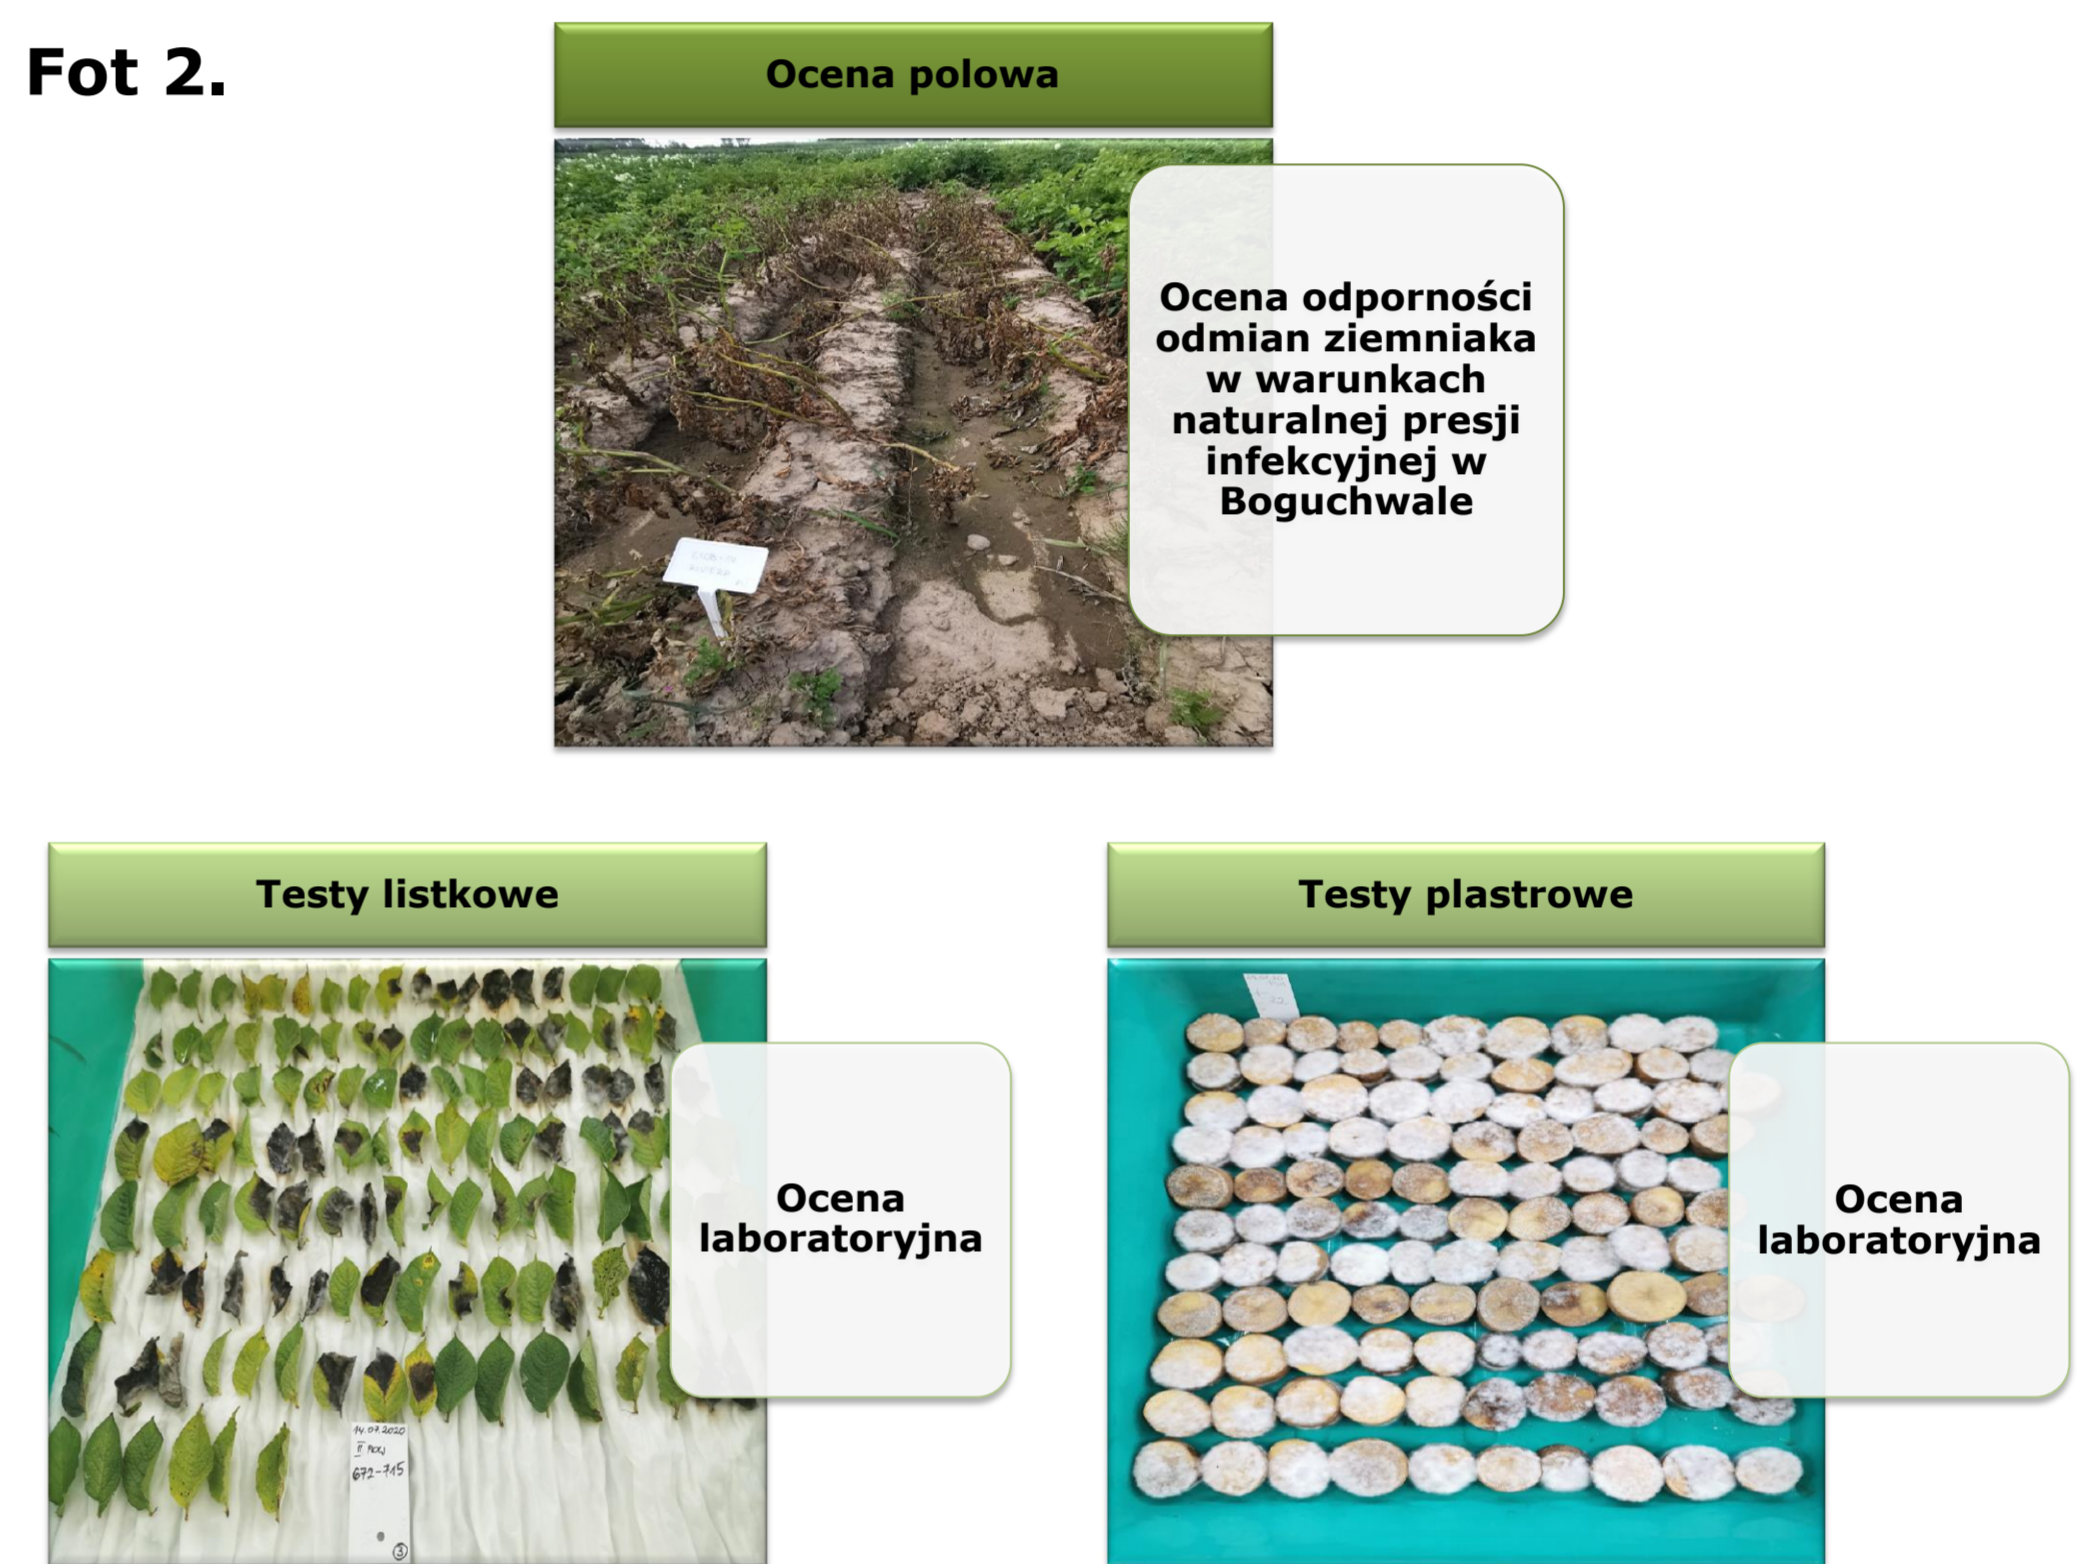 Fot 2.
Ocena polowa
Ocena odporności
odmian ziemniaka
w warunkach
naturalnej presji
infekcyjnej w
Boguchwale
Testy listkowe
Ocena
laboratoryjna
14.07.2020
672-715
3
Testy plastrowe
Ocena
laboratoryjna